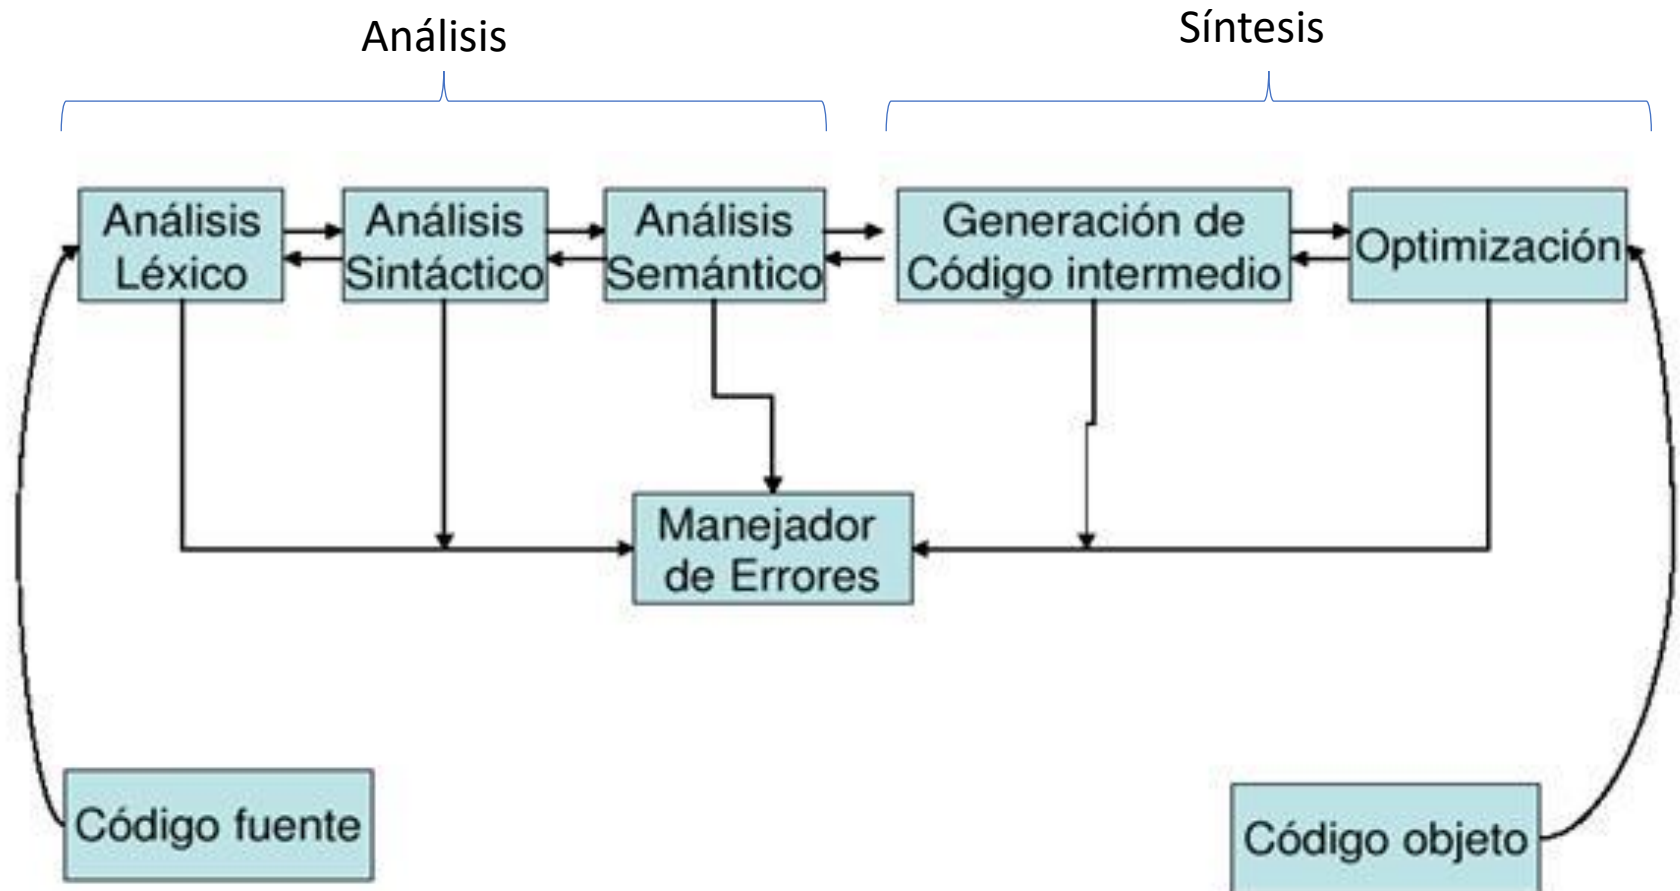 Análisis
Síntesis
Análisis
Léxico
Análisis
Sintáctico
Análisis
Semántico
Generación de
Código intermedio
Optimización
Manejador
de Errores
Código fuente
Código objeto